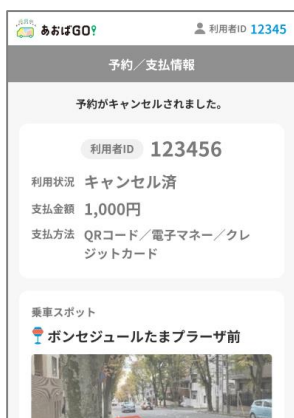 あおばGO!
利用者ID 12345
予約／支払情報
予約がキャンセルされました。
利用者ID 123456
利用状況 キャンセル済
支払金額 1,000円
支払方法 QRコード／電子マネー／クレ
ジットカード
乗車スポット
ボンセジュールたまプラーザ前